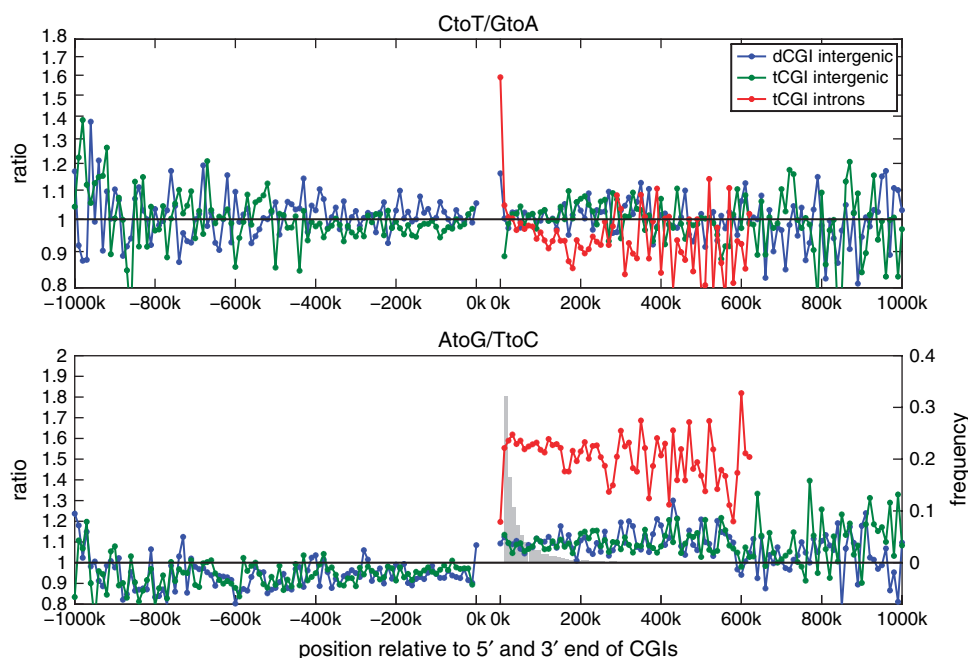 CtoT/GtoA
1.8
1.6
1.5
1.4
1.3
1.2
1.1
1
0.9
0.8
ratio
dCGI intergenic
tCGI intergenic
tCGI introns
−1000k −800k −600k −400k −200k 0k 0k 200k 400k 600k 800k 1000k
AtoG/TtoC
2
1.9
1.8
1.7
1.6
1.5
1.4
1.3
1.2
1.1
1
0.9
0.8
ratio
0.4
0.3
0.2
0.1
0
frequency
−1000k −800k −600k −400k −200k 0k 0k 200k 400k 600k 800k 1000k
position relative to 5′ and 3′ end of CGIs